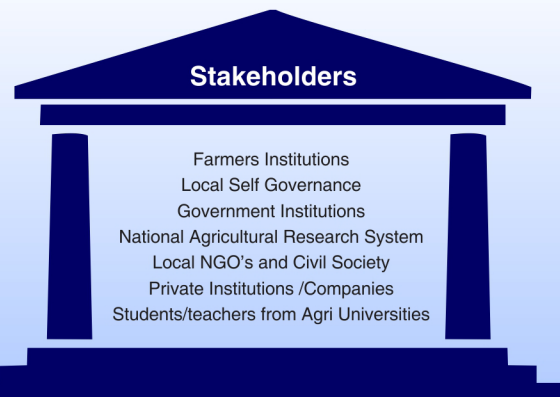 Stakeholders
Farmers Institutions
Local Self Governance
Government Institutions
National Agricultural Research System
Local NGO's and Civil Society
Private Institutions /Companies
Students/teachers from Agri Universities